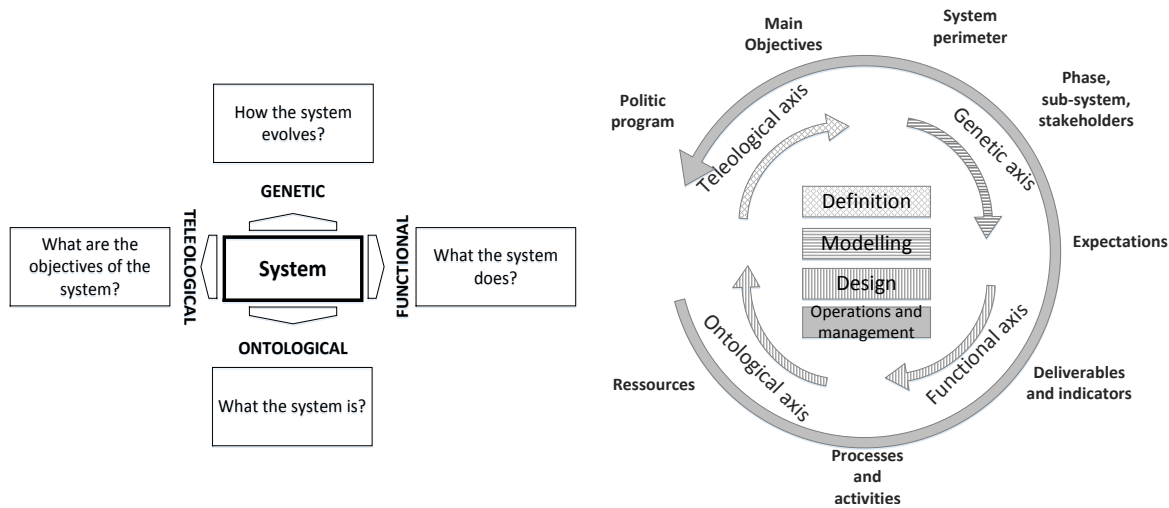 How the system
evolves?
GENETIC
TELEOLOGICAL
What are the
objectives of the
system?
System
FUNCTIONAL
What the system
does?
ONTOLOGICAL
What the system is?
Main
Objectives
System
perimeter
Politic
program
Phase,
sub-system,
stakeholders
Teleological axis
Genetic axis
Definition
Modelling
Design
Operations and
management
Expectations
Ontological axis
Functional axis
Ressources
Deliverables
and indicators
Processes
and
activities